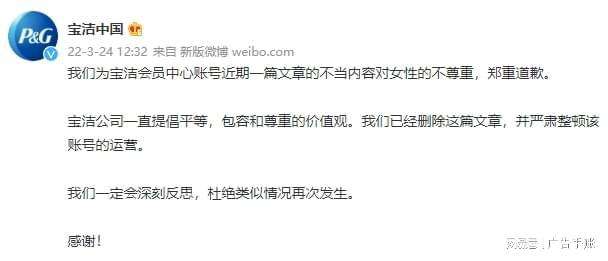 P&G
宝洁中国
22-3-24 12:32 来自 新版微博 weibo.com
我们为宝洁会员中心账号近期一篇文章的不当内容对女性的不尊重，郑重道歉。
宝洁公司一直提倡平等，包容和尊重的价值观。我们已经删除这篇文章，并严肃整顿该
账号的运营。
我们一定会深刻反思，杜绝类似情况再次发生。
感谢！
搜狐号@广告手账